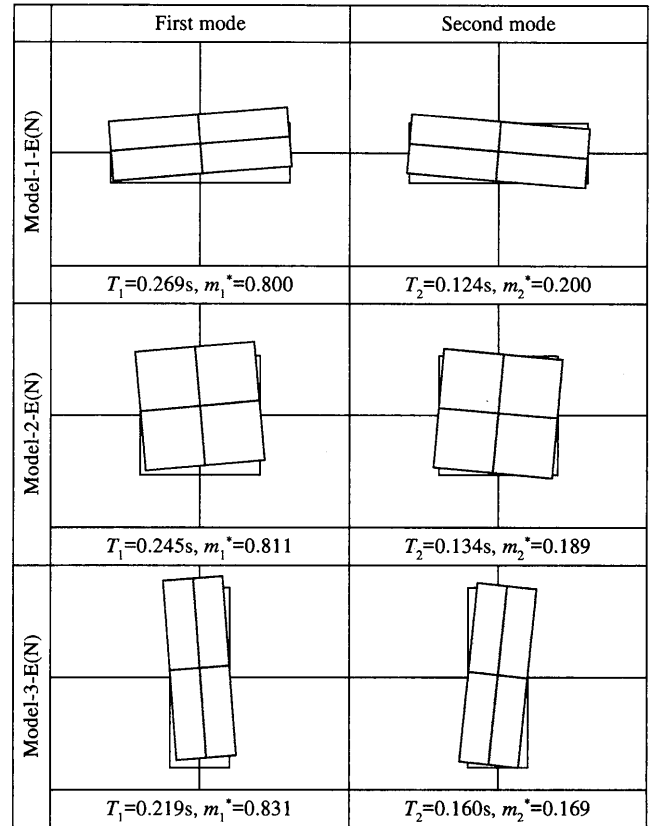 First mode
Second mode
Model-1-E(N)
T₁=0.269s, m₁*=0.800
T₂=0.124s, m₂*=0.200
Model-2-E(N)
T₁=0.245s, m₁*=0.811
T₂=0.134s, m₂*=0.189
Model-3-E(N)
T₁=0.219s, m₁*=0.831
T₂=0.160s, m₂*=0.169